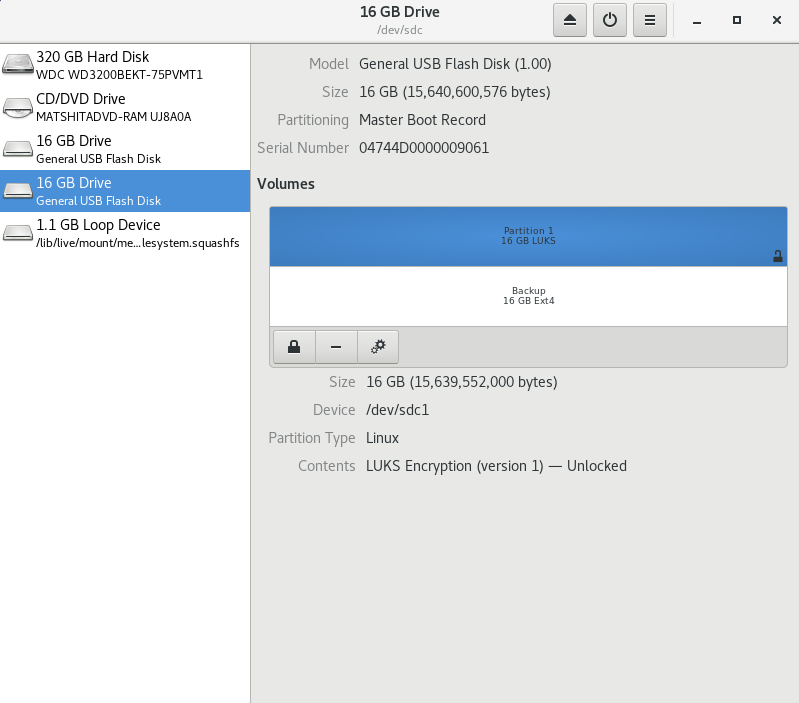 16 GB Drive
/dev/sdc
320 GB Hard Disk
WDC WD3200BEKT-75PVMT1
CD/DVD Drive
MATSHITADVD-RAM UJ8A0A
16 GB Drive
General USB Flash Disk
16 GB Drive
General USB Flash Disk
1.1 GB Loop Device
/lib/live/mount/me...lesystem.squashfs
Model General USB Flash Disk (1.00)
Size 16 GB (15,640,600,576 bytes)
Partitioning Master Boot Record
Serial Number 04744D0000009061
Volumes
Partition 1
16 GB LUKS
Backup
16 GB Ext4
Size 16 GB (15,639,552,000 bytes)
Device /dev/sdc1
Partition Type Linux
Contents LUKS Encryption (version 1) — Unlocked